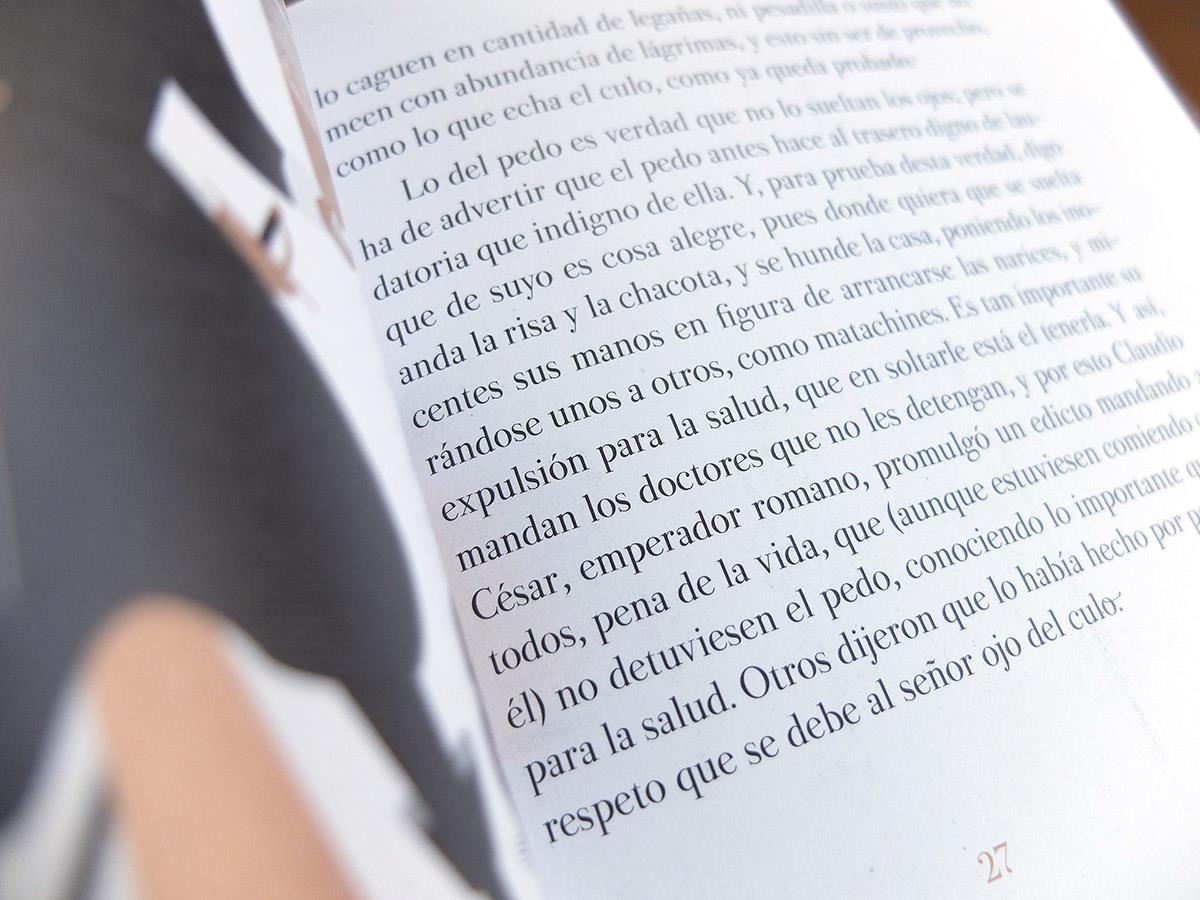 lo caguen en cantidad de legañas, ni pesadilla o susto que lo
meen con abundancia de lágrimas, y esto sin ser de provecho,
como lo que echa el culo, como ya queda probado.
Lo del pedo es verdad que no lo sueltan los ojos; pero se
ha de advertir que el pedo antes hace al trasero digno de lau-
datoria que indigno de ella. Y, para prueba desta verdad, digo
que de suyo es cosa alegre, pues donde quiera que se suelta
anda la risa y la chacota, y se hunde la casa, poniendo los ino-
centes sus manos en figura de arrancarse las narices, y mi-
rándose unos a otros, como matachines. Es tan importante su
expulsión para la salud, que en soltarle está el tenerla. Y así,
mandan los doctores que no les detengan, y por esto Claudio
César, emperador romano, promulgó un edicto mandando a
todos, pena de la vida, que (aunque estuviesen comiendo
él) no detuviesen el pedo, conociendo lo importante
para la salud. Otros dijeron que lo había hecho por
respeto que se debe al señor ojo del culo.
27